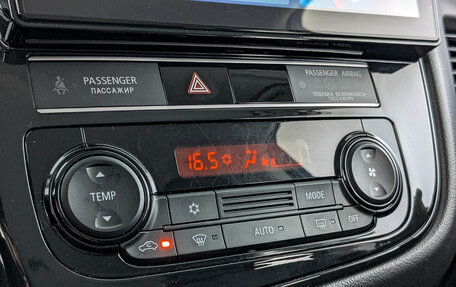 PASSENGER
ПАССАЖИР
PASSENGER AIRBAG
ПОДУШКА БЕЗОПАСНОСТИ
ПАССАЖИРА
16.5
TEMP
MODE
AUTO
OFF